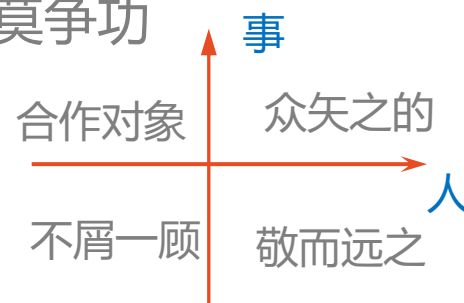 莫争功
事
合作对象
众矢之的
人
不屑一顾
敬而远之